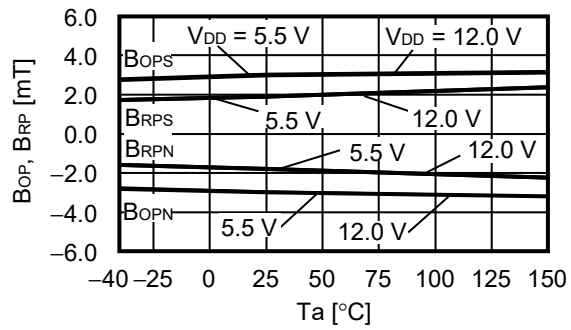 6.0
4.0
2.0
0.0
−2.0
−4.0
−6.0
BOP, BRP [mT]
VDD = 5.5 V
VDD = 12.0 V
BOPS
BRPS
5.5 V
12.0 V
BRPN
5.5 V
12.0 V
BOPN
5.5 V
12.0 V
−40 −25 0 25 50 75 100 125 150
Ta [°C]